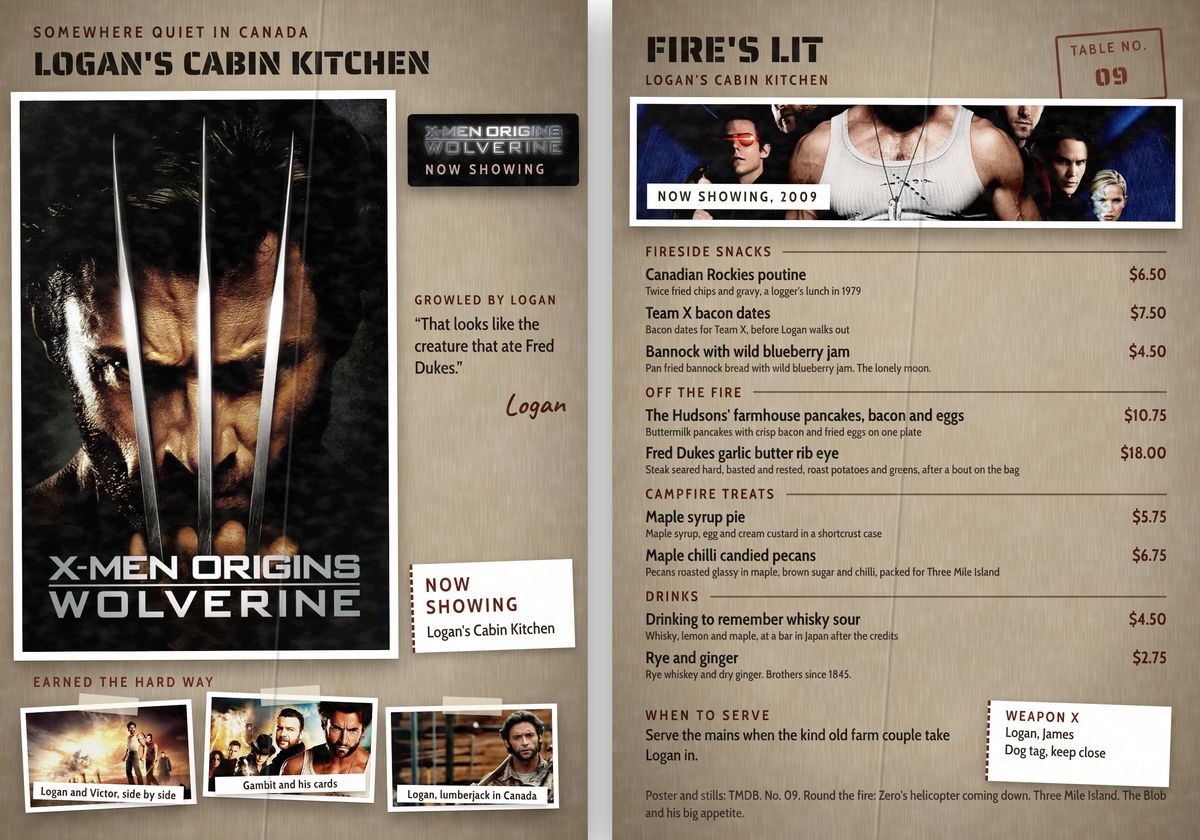 SOMEWHERE QUIET IN CANADA
LOGAN'S CABIN KITCHEN
X-MEN ORIGINS
WOLVERINE
X-MEN ORIGINS
WOLVERINE
NOW SHOWING
GROWLED BY LOGAN
“That looks like the
creature that ate Fred
Dukes.”
Logan
NOW
SHOWING
Logan's Cabin Kitchen
EARNED THE HARD WAY
Logan and Victor, side by side
Gambit and his cards
Logan, lumberjack in Canada
FIRE'S LIT
LOGAN'S CABIN KITCHEN
TABLE NO.
09
NOW SHOWING, 2009
FIRESIDE SNACKS
Canadian Rockies poutine $6.50
Twice fried chips and gravy, a logger's lunch in 1979
Team X bacon dates $7.50
Bacon dates for Team X, before Logan walks out
Bannock with wild blueberry jam $4.50
Pan fried bannock bread with wild blueberry jam. The lonely moon.
OFF THE FIRE
The Hudsons' farmhouse pancakes, bacon and eggs $10.75
Buttermilk pancakes with crisp bacon and fried eggs on one plate
Fred Dukes garlic butter rib eye $18.00
Steak seared hard, basted and rested, roast potatoes and greens, after a bout on the bag
CAMPFIRE TREATS
Maple syrup pie $5.75
Maple syrup, egg and cream custard in a shortcrust case
Maple chilli candied pecans $6.75
Pecans roasted glassy in maple, brown sugar and chilli, packed for Three Mile Island
DRINKS
Drinking to remember whisky sour $4.50
Whisky, lemon and maple, at a bar in Japan after the credits
Rye and ginger $2.75
Rye whiskey and dry ginger. Brothers since 1845.
WHEN TO SERVE
Serve the mains when the kind old farm couple take
Logan in.
WEAPON X
Logan, James
Dog tag, keep close
Poster and stills: TMDB. No. 09. Round the fire: Zero's helicopter coming down. Three Mile Island. The Blob
and his big appetite.